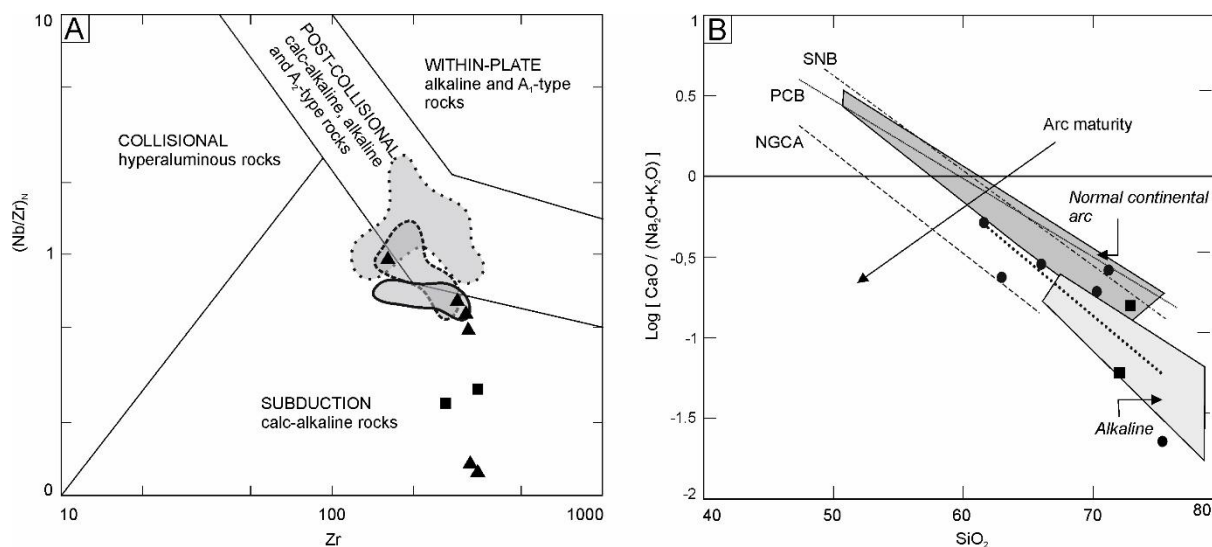 A
10
1
0
(Nb/Zr)N
10
100
1000
Zr
COLLISIONAL
hyperaluminous rocks
POST-COLLISIONAL
calc-alkaline, alkaline
and A2-type rocks
WITHIN-PLATE
alkaline and A1-type
rocks
SUBDUCTION
calc-alkaline rocks
B
1
0.5
0
-0.5
-1
-1.5
-2
Log [ CaO / (Na2O+K2O) ]
40
50
60
70
80
SiO2
SNB
PCB
NGCA
Arc maturity
Normal continental
arc
Alkaline